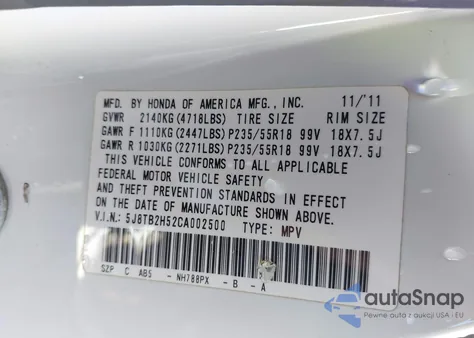 MFD. BY HONDA OF AMERICA MFG., INC. 11/'11
GVWR 2140KG(4718LBS) TIRE SIZE RIM SIZE
GAWR F 1110KG(2447LBS)P235/55R18 99V 18X7.5J
GAWR R 1030KG(2271LBS)P235/55R18 99V 18X7.5J
THIS VEHICLE CONFORMS TO ALL APPLICABLE
FEDERAL MOTOR VEHICLE SAFETY
AND THEFT PREVENTION STANDARDS IN EFFECT
ON THE DATE OF MANUFACTURE SHOWN ABOVE.
V.I.N.: 5J8TB2H52CA002500 TYPE: MPV
SZP C AB5 - NH788PX - B - A
autoSnap
Pewne auta z aukcji USA i EU